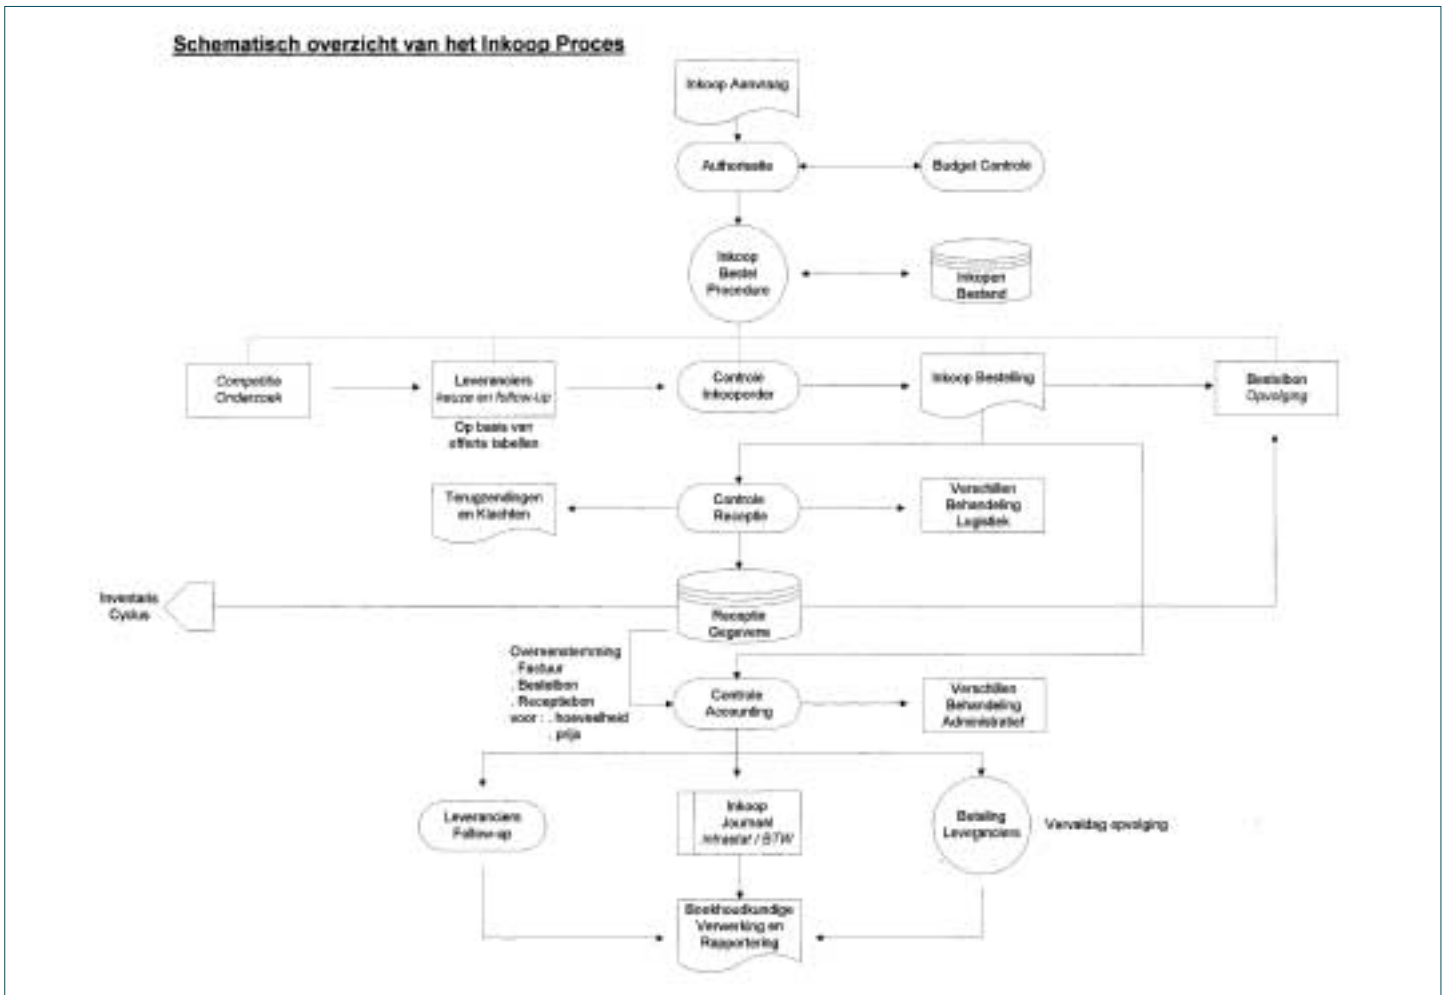 Schematisch overzicht van het Inkoop Proces
Inkoop Aanvraag
Authorisatie
Budget Controle
Inkoop
Bestel
Procedure
Inkopen
Bestand
Competitie
Onderzoek
Leveranciers
keuze en follow-up
Op basis van
offerte tabellen
Controle
Inkooporder
Inkoop Bestelling
Bestelbon
Opvolging
Terugzendingen
en Klachten
Controle
Receptie
Verschillen
Behandeling
Logistiek
Inventaris
Cyclus
Receptie
Gegevens
Overeenstemming
. Factuur
. Bestelbon
. Receptiebon
voor : . hoeveelheid
. prijs
Controle
Accounting
Verschillen
Behandeling
Administratief
Leveranciers
Follow-up
Inkoop
Journaal
Intrastat / BTW
Betaling
Leveranciers
Vervaldag opvolging
Boekhoudkundige
Verwerking en
Rapportering